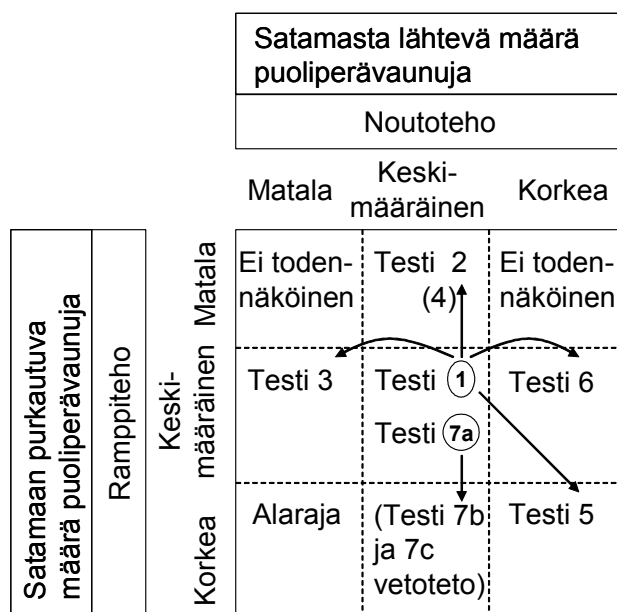 Satamasta lähtevä määrä
puoliperävaunuja
Noutoteho
Matala
Keski-
määräinen
Korkea
Satamaan purkautuva
määrä puoliperävaunuja
Ramppiteho
Matala
Ei toden-
näköinen
Testi 2
(4)
Ei toden-
näköinen
Keski-
määräinen
Testi 3
Testi 1
Testi 6
Testi 7a
Korkea
Alaraja
(Testi 7b
ja 7c
vetoteto)
Testi 5